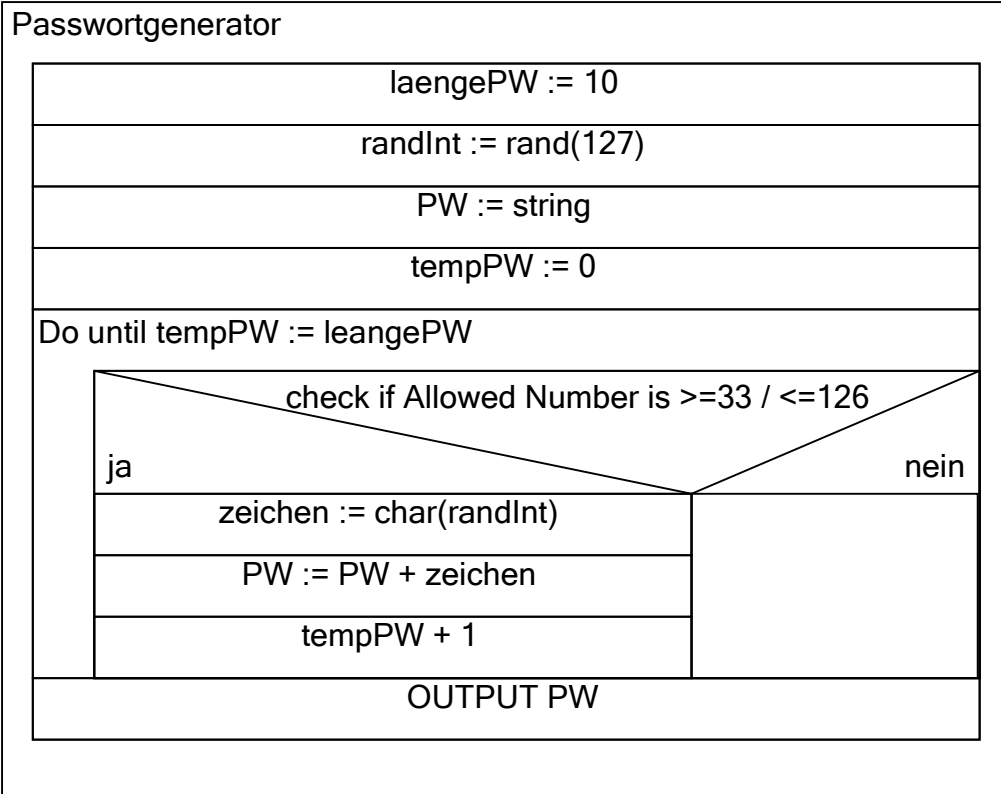 Passwortgenerator
laengePW := 10
randInt := rand(127)
PW := string
tempPW := 0
Do until tempPW := leangePW
check if Allowed Number is >=33 / <=126
ja
nein
zeichen := char(randInt)
PW := PW + zeichen
tempPW + 1
OUTPUT PW